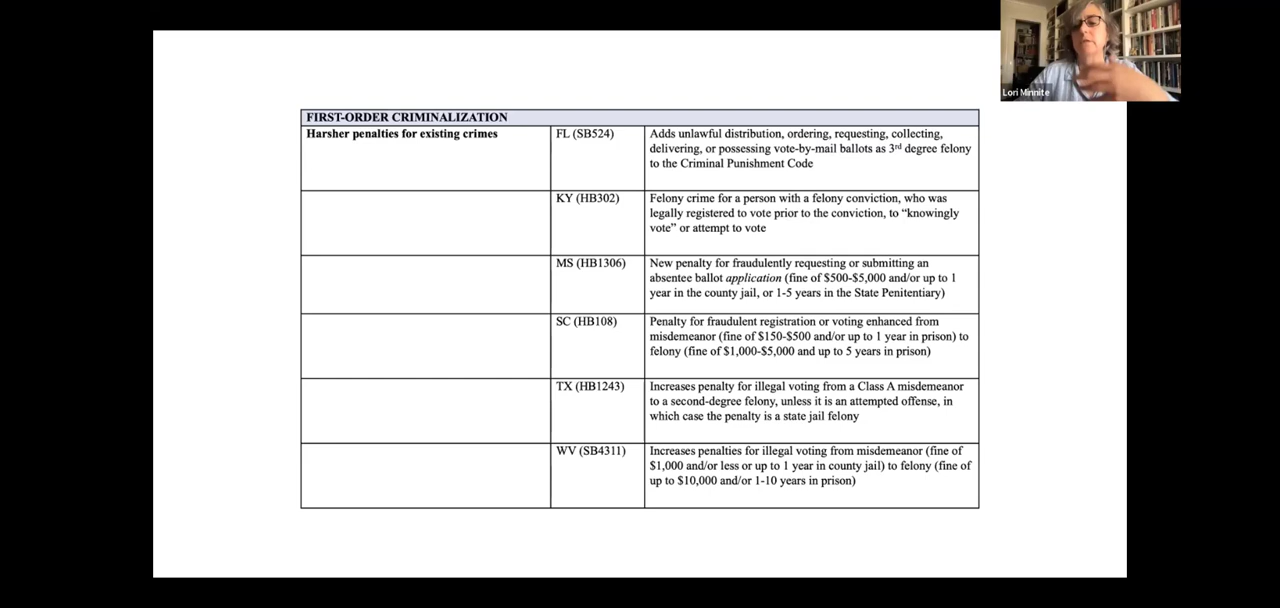 Lori Minnite
FIRST-ORDER CRIMINALIZATION
Harsher penalties for existing crimes
FL (SB524)
Adds unlawful distribution, ordering, requesting, collecting,
delivering, or possessing vote-by-mail ballots as 3rd degree felony
to the Criminal Punishment Code
KY (HB302)
Felony crime for a person with a felony conviction, who was
legally registered to vote prior to the conviction, to “knowingly
vote” or attempt to vote
MS (HB1306)
New penalty for fraudulently requesting or submitting an
absentee ballot application (fine of $500-$5,000 and/or up to 1
year in the county jail, or 1-5 years in the State Penitentiary)
SC (HB108)
Penalty for fraudulent registration or voting enhanced from
misdemeanor (fine of $150-$500 and/or up to 1 year in prison) to
felony (fine of $1,000-$5,000 and up to 5 years in prison)
TX (HB1243)
Increases penalty for illegal voting from a Class A misdemeanor
to a second-degree felony, unless it is an attempted offense, in
which case the penalty is a state jail felony
WV (SB4311)
Increases penalties for illegal voting from misdemeanor (fine of
$1,000 and/or less or up to 1 year in county jail) to felony (fine of
up to $10,000 and/or 1-10 years in prison)